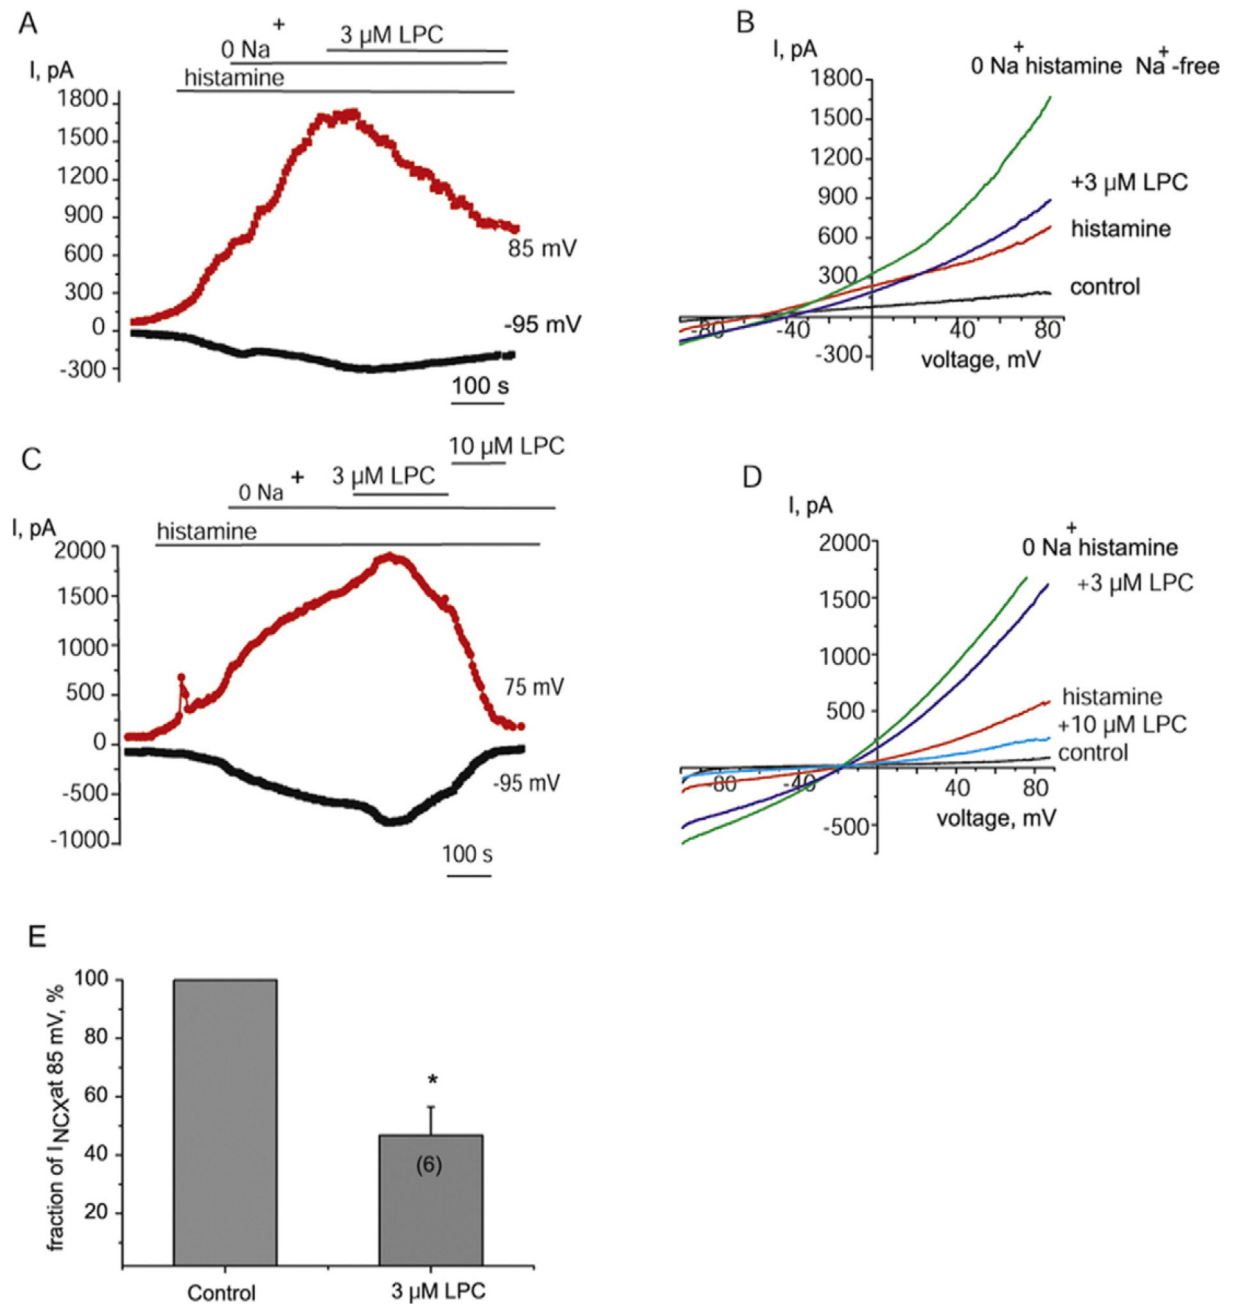 A
+
3 µM LPC
0 Na
I, pA
histamine
1800
1500
1200
900
600
300
0
-300
85 mV
-95 mV
100 s
B
I, pA
+ +
0 Na histamine Na -free
1800
1500
1200
900
600
300
-300
+3 µM LPC
histamine
control
-80 -40 40 80
voltage, mV
C
10 µM LPC
3 µM LPC
0 Na +
I, pA
histamine
2000
1500
1000
500
0
-500
-1000
75 mV
-95 mV
100 s
D
I, pA
+
0 Na histamine
+3 µM LPC
2000
1500
1000
500
-500
histamine
+10 µM LPC
control
-80 -40 40 80
voltage, mV
E
fraction of INCX at 85 mV, %
100
80
60
40
20
*
(6)
Control 3 µM LPC